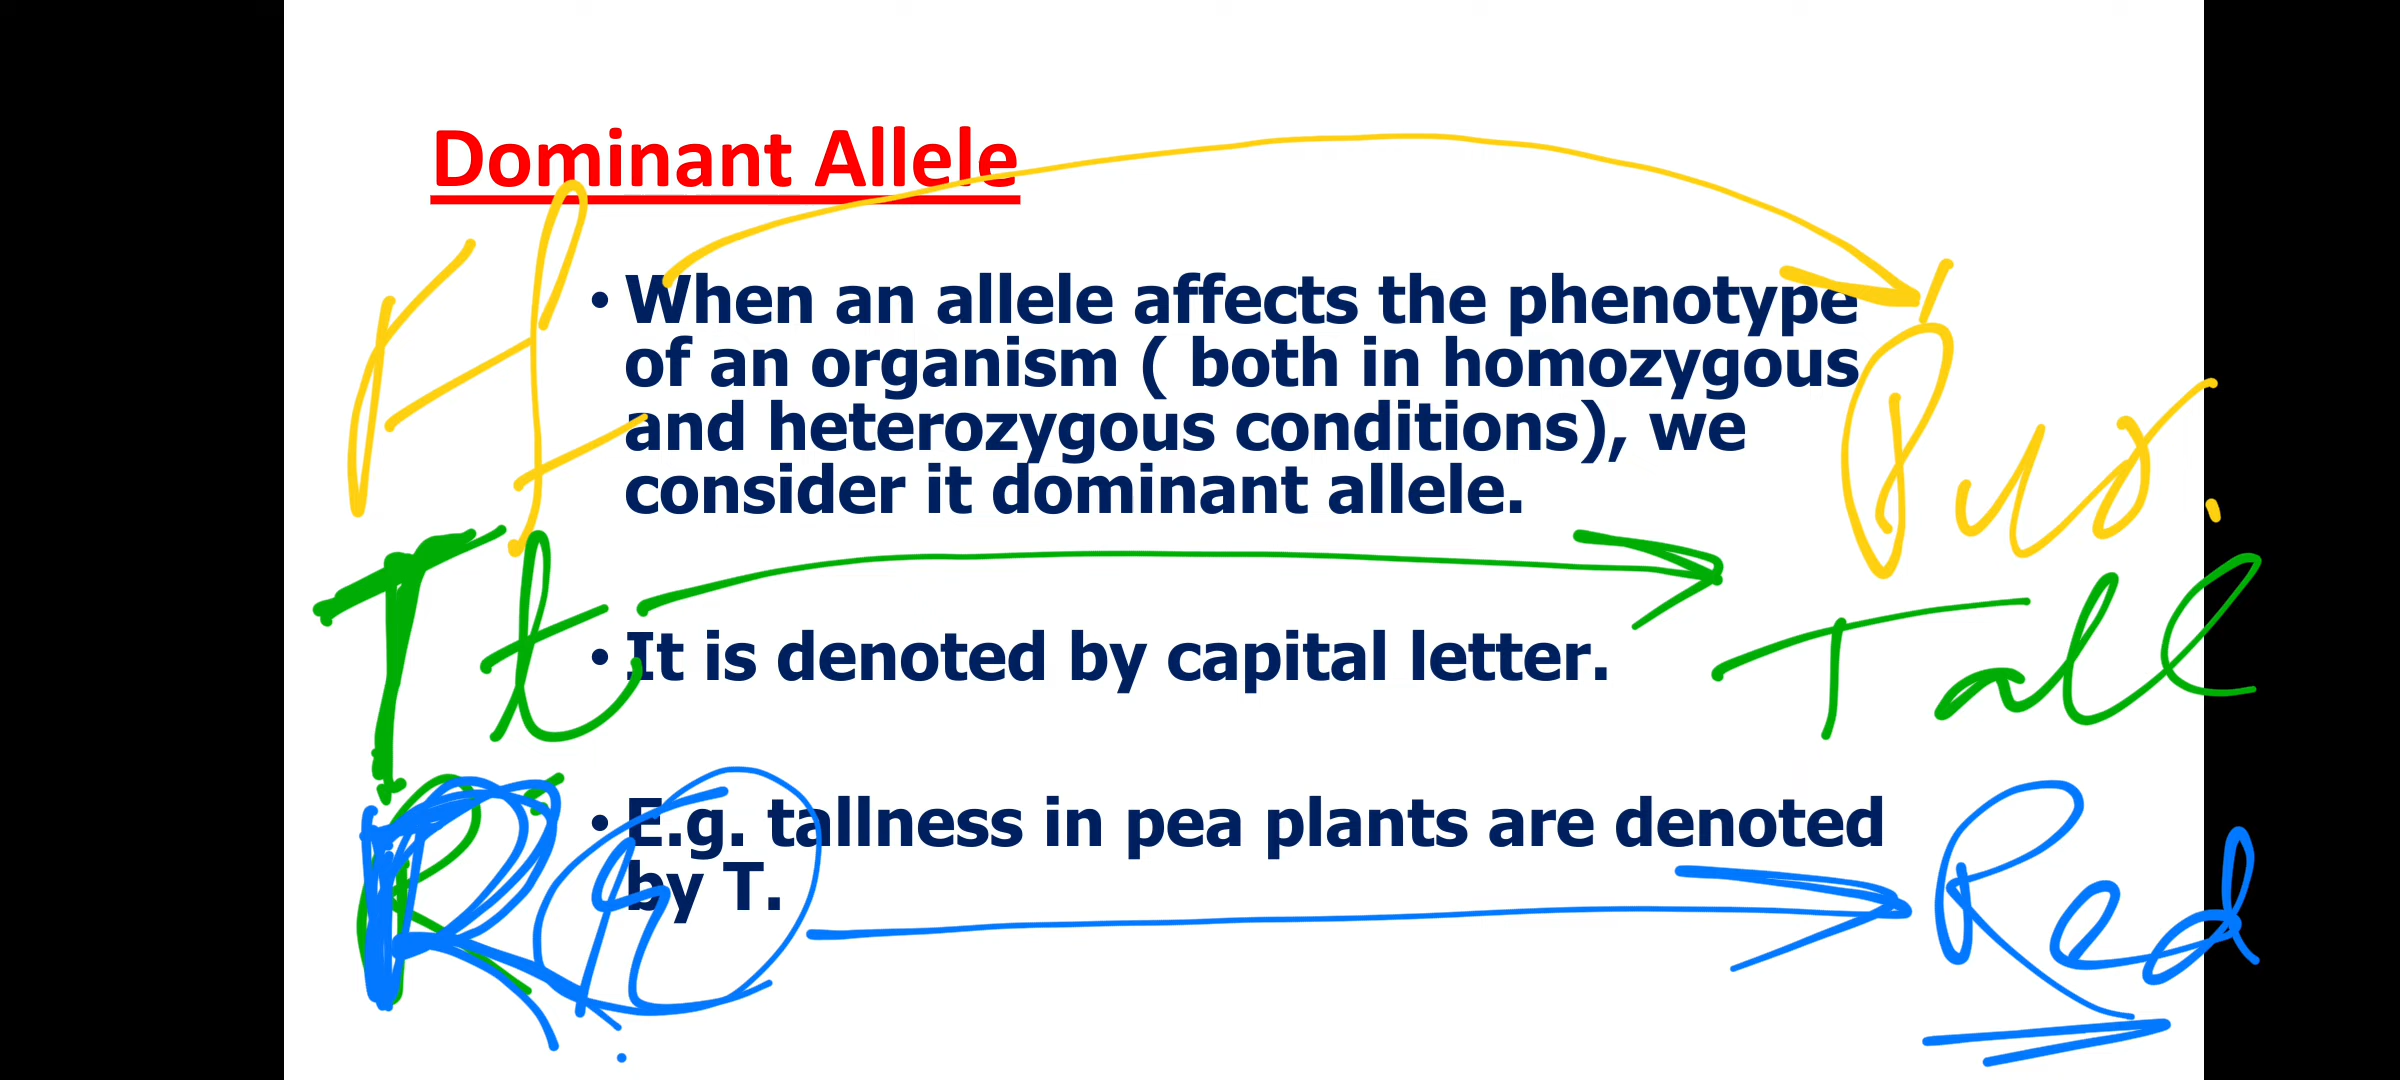 Dominant Allele
• When an allele affects the phenotype
of an organism ( both in homozygous
and heterozygous conditions), we
consider it dominant allele.
Tt
Tall
• It is denoted by capital letter.
• E.g. tallness in pea plants are denoted
by T.
R
Red